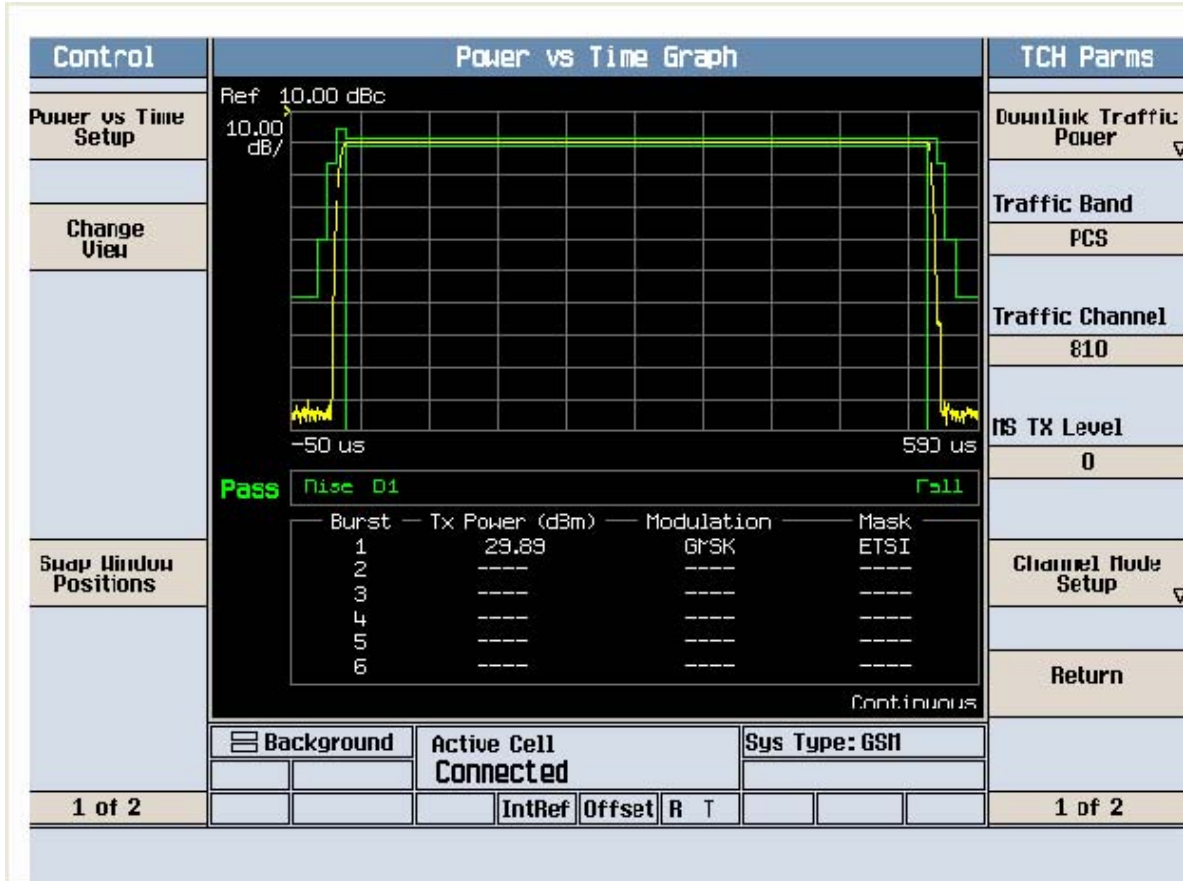 Control
Power vs Time Graph
TCH Parms
Power vs Time
Setup
Change
View
Swap Window
Positions
1 of 2
Ref 10.00 dBc
10.00
dB/
-50 us
590 us
Pass
Rise 01
Fall
Burst Tx Power (dBm) Modulation Mask
1 29.89 GMSK ETSI
2 ---- ---- ----
3 ---- ---- ----
4 ---- ---- ----
5 ---- ---- ----
6 ---- ---- ----
Continuous
Background
Active Cell
Connected
Sys Type: GSM
IntRef Offset R T
Downlink Traffic
Power
Traffic Band
PCS
Traffic Channel
810
MS TX Level
0
Channel Mode
Setup
Return
1 of 2